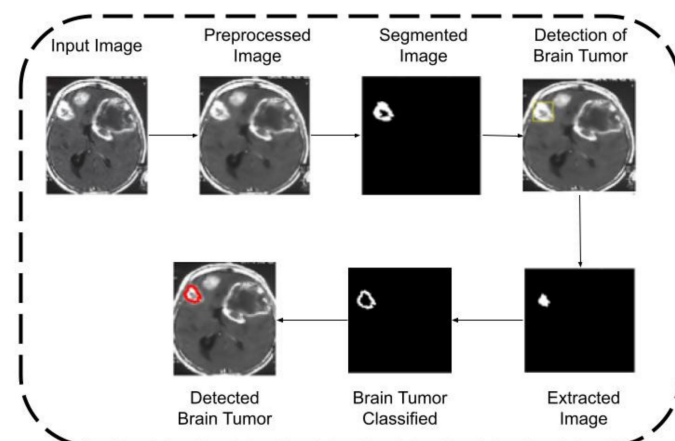 Input Image
Preprocessed
Image
Segmented
Image
Detection of
Brain Tumor
Detected
Brain Tumor
Brain Tumor
Classified
Extracted
Image